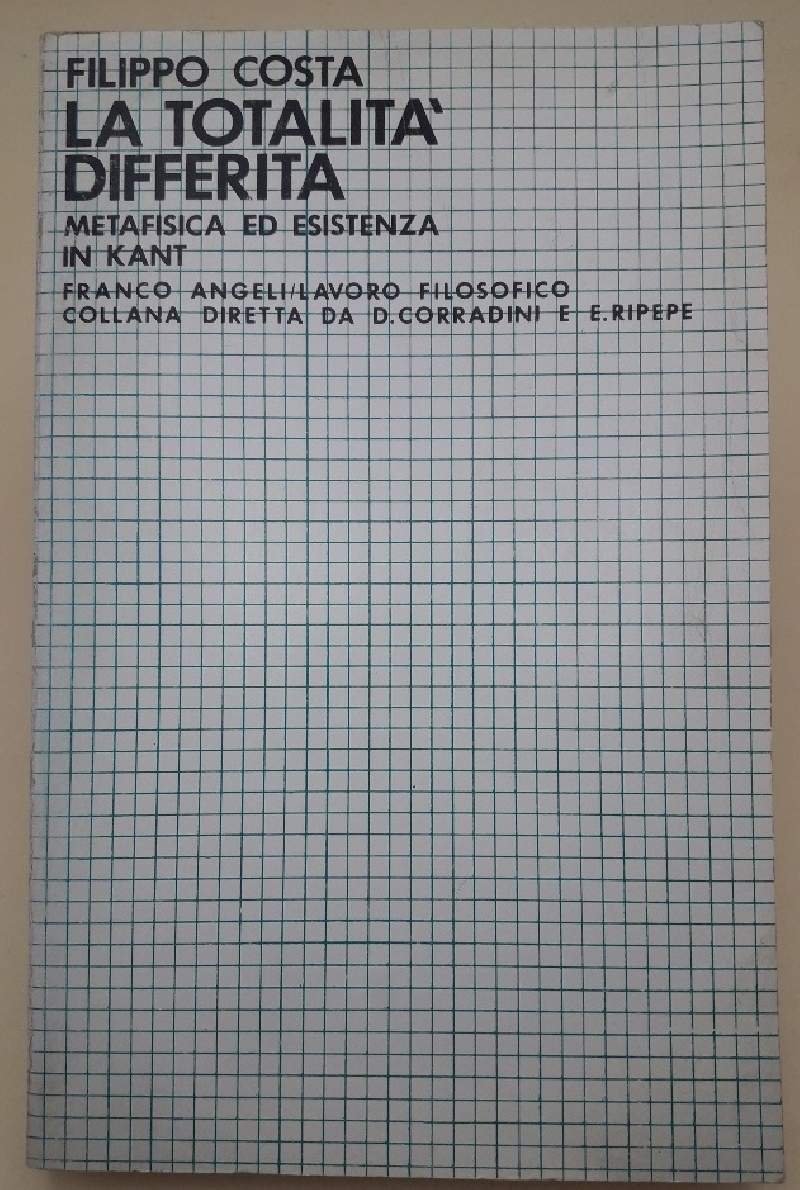 FILIPPO COSTA
LA TOTALITA'
DIFFERITA
METAFISICA ED ESISTENZA
IN KANT
FRANCO ANGELI/LAVORO FILOSOFICO
COLLANA DIRETTA DA D.CORRADINI E E.RIPEPE